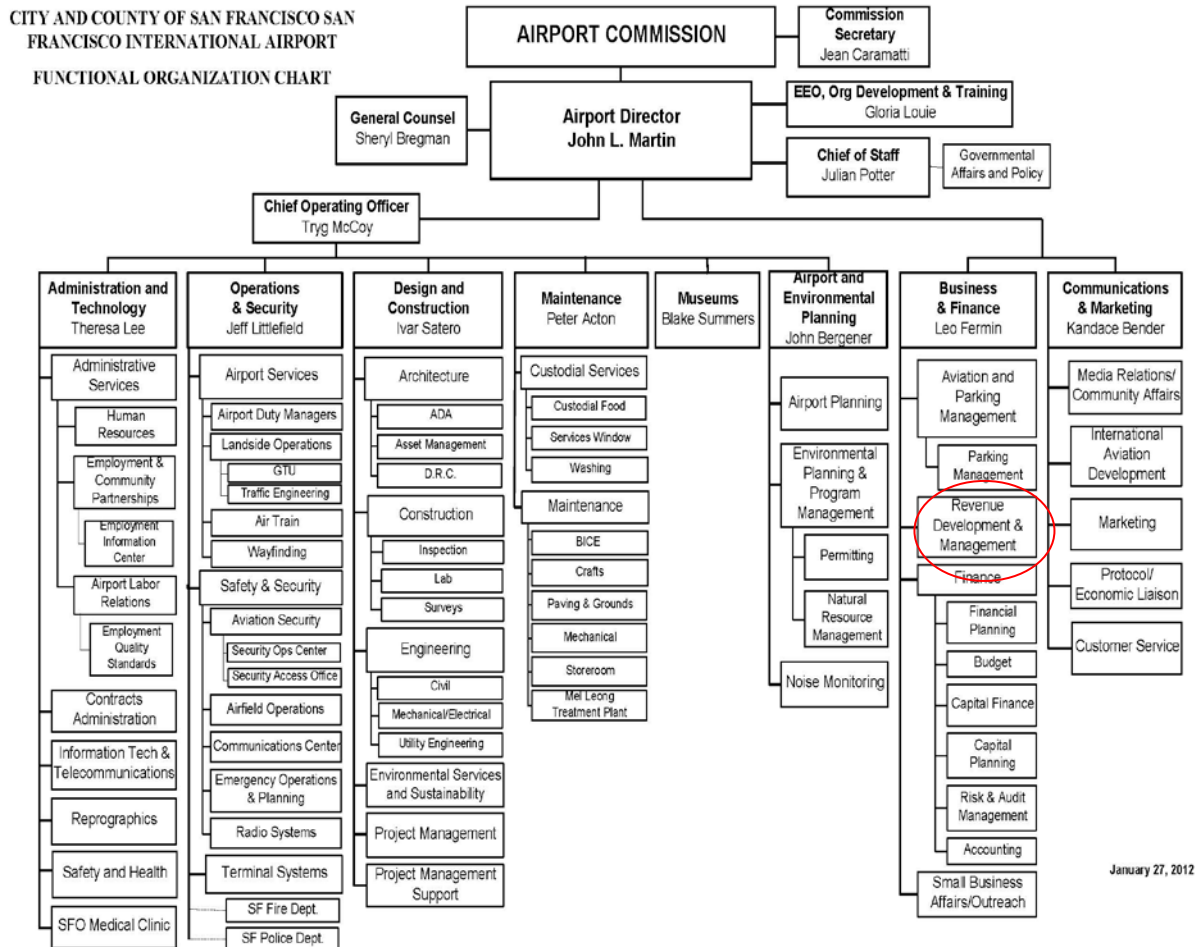 CITY AND COUNTY OF SAN FRANCISCO SAN
FRANCISCO INTERNATIONAL AIRPORT
FUNCTIONAL ORGANIZATION CHART
AIRPORT COMMISSION
Commission
Secretary
Jean Caramatti
General Counsel
Sheryl Bregman
Airport Director
John L. Martin
EEO, Org Development & Training
Gloria Louie
Chief of Staff
Julian Potter
Governmental
Affairs and Policy
Chief Operating Officer
Tryg McCoy
Administration and
Technology
Theresa Lee
Administrative
Services
Human
Resources
Employment &
Community
Partnerships
Employment
Information
Center
Airport Labor
Relations
Employment
Quality
Standards
Contracts
Administration
Information Tech &
Telecommunications
Reprographics
Safety and Health
SFO Medical Clinic
Operations
& Security
Jeff Littlefield
Airport Services
Airport Duty Managers
Landside Operations
GTU
Traffic Engineering
Air Train
Wayfinding
Safety & Security
Aviation Security
Security Ops Center
Security Access Office
Airfield Operations
Communications Center
Emergency Operations
& Planning
Radio Systems
Terminal Systems
SF Fire Dept.
SF Police Dept.
Design and
Construction
Ivar Satero
Architecture
ADA
Asset Management
D.R.C.
Construction
Inspection
Lab
Surveys
Engineering
Civil
Mechanical/Electrical
Utility Engineering
Environmental Services
and Sustainability
Project Management
Project Management
Support
Maintenance
Peter Acton
Custodial Services
Custodial Food
Services Window
Washing
Maintenance
BICE
Crafts
Paving & Grounds
Mechanical
Storeroom
Mel Leong
Treatment Plant
Museums
Blake Summers
Airport and
Environmental
Planning
John Bergener
Airport Planning
Environmental
Planning &
Program
Management
Permitting
Natural
Resource
Management
Noise Monitoring
Business
& Finance
Leo Fermin
Aviation and
Parking
Management
Parking
Management
Revenue
Development &
Management
Finance
Financial
Planning
Budget
Capital Finance
Capital
Planning
Risk & Audit
Management
Accounting
Small Business
Affairs/Outreach
Communications
& Marketing
Kandace Bender
Media Relations/
Community Affairs
International
Aviation
Development
Marketing
Protocol/
Economic Liaison
Customer Service
January 27, 2012